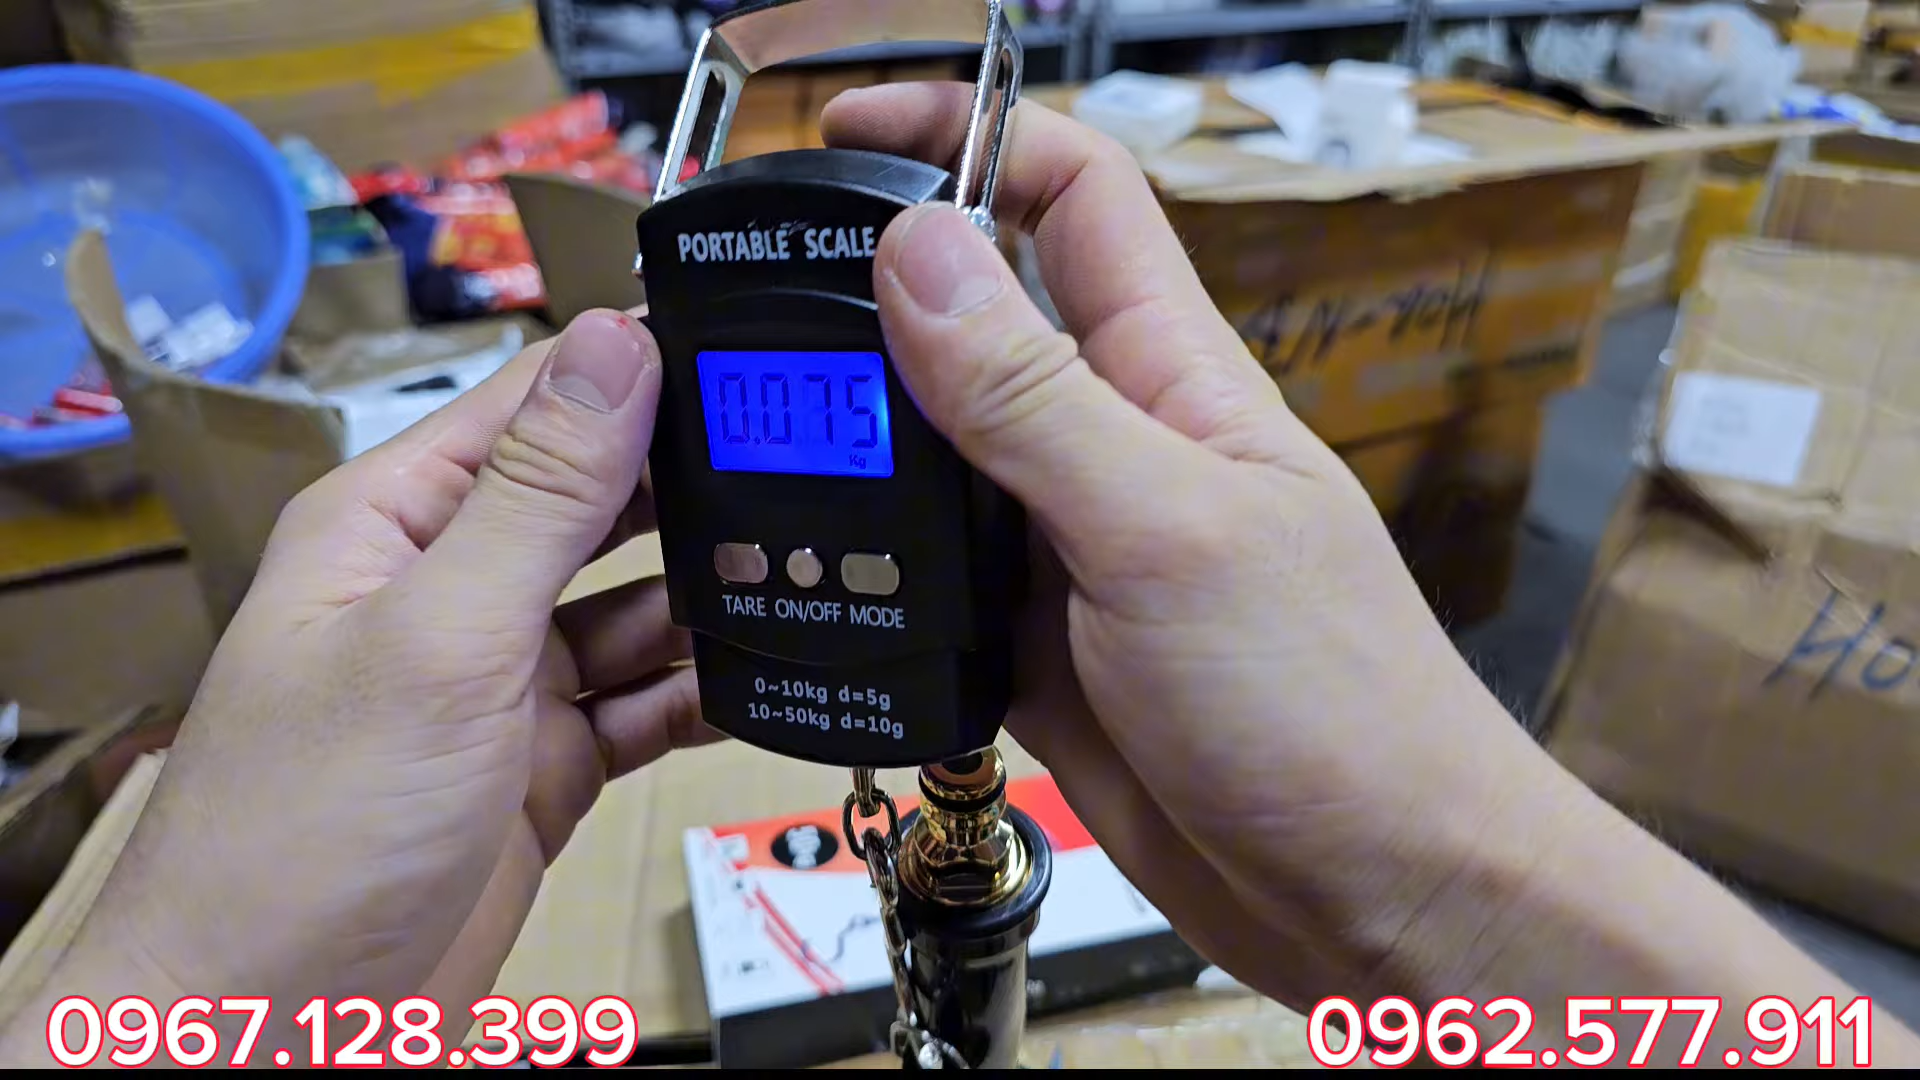 PORTABLE SCALE
0.075
Kg
TARE ON/OFF MODE
0~10kg d=5g
10~50kg d=10g
0967.128.399
0962.577.911